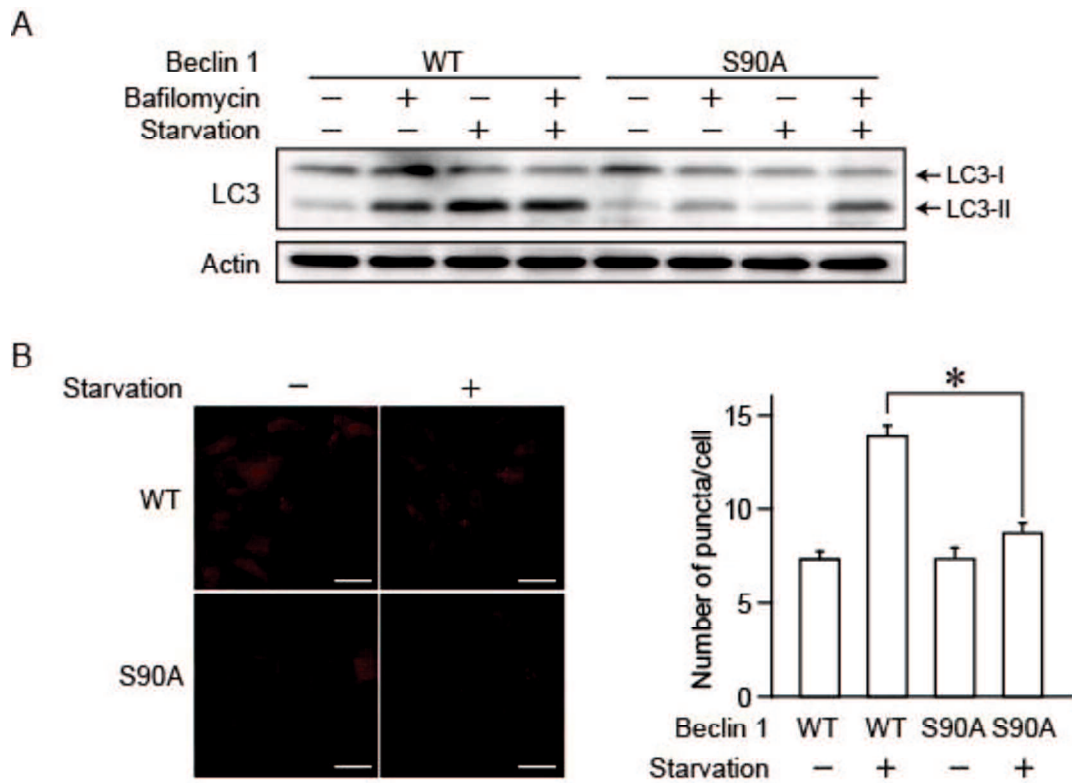 A
Beclin 1 WT S90A
Bafilomycin − + − + − + − +
Starvation − − + + − − + +
LC3 ← LC3-I
← LC3-II
Actin
B
Starvation − +
WT
S90A
*
Number of puncta/cell
15
10
5
0
Beclin 1 WT WT S90A S90A
Starvation − + − +